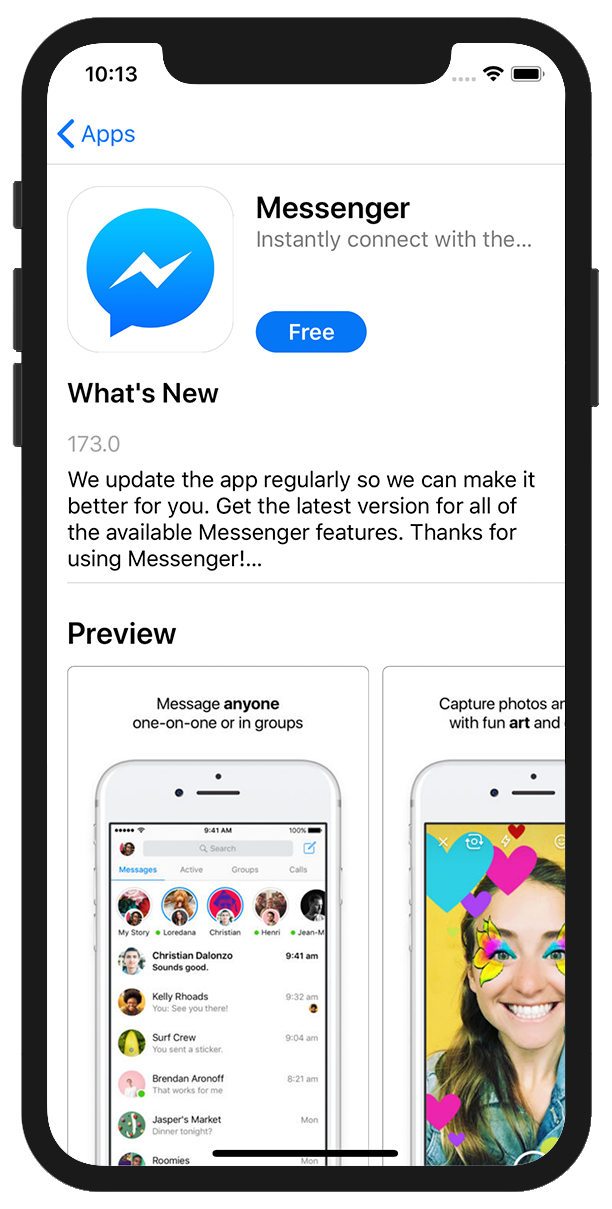 10:13
Apps
Messenger
Instantly connect with the...
Free
What's New
173.0
We update the app regularly so we can make it
better for you. Get the latest version for all of
the available Messenger features. Thanks for
using Messenger!...
Preview
Message anyone
one-on-one or in groups
9:41 AM
100%
Search
Messages
Active
Groups
Calls
My Story
Loredana
Christian
Henri
Jean-M
Christian Dalonzo
9:41 am
Sounds good.
Kelly Rhoads
9:32 am
You: See you there!
Surf Crew
9:04 am
You sent a sticker.
Brendan Aronoff
8:21 am
That works for me
Jasper's Market
Mon
Dinner tonight?
Roomies
Mon
Capture photos a
with fun art and